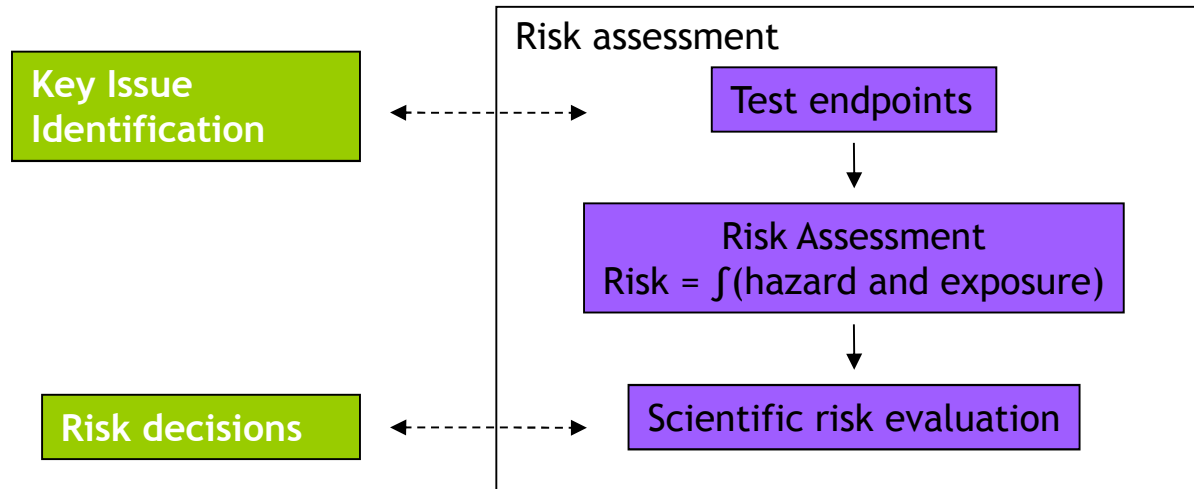 Risk assessment
Key Issue
Identification
Test endpoints
Risk Assessment
Risk = ∫(hazard and exposure)
Risk decisions
Scientific risk evaluation